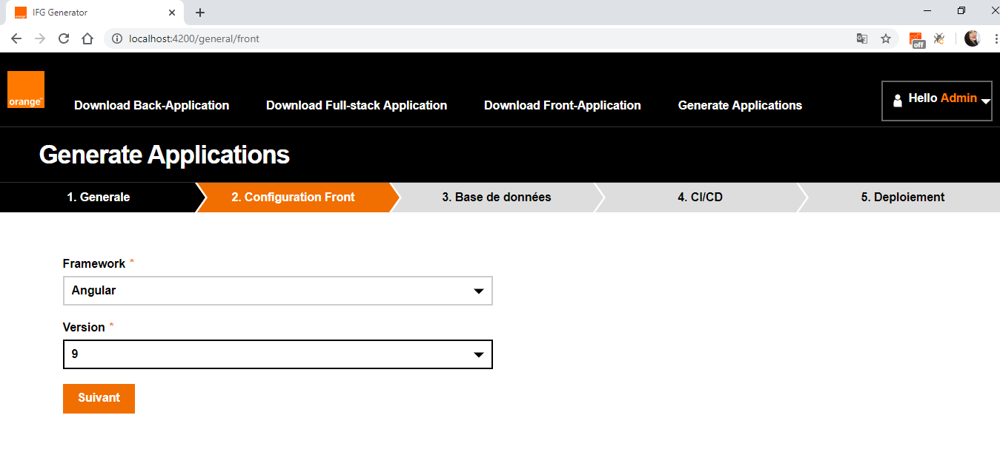 IFG Generator
localhost:4200/general/front
off
orange™
Download Back-Application Download Full-stack Application Download Front-Application Generate Applications
Hello Admin
Generate Applications
1. Generale 2. Configuration Front 3. Base de données 4. CI/CD 5. Deploiement
Framework *
Angular
Version *
9
Suivant